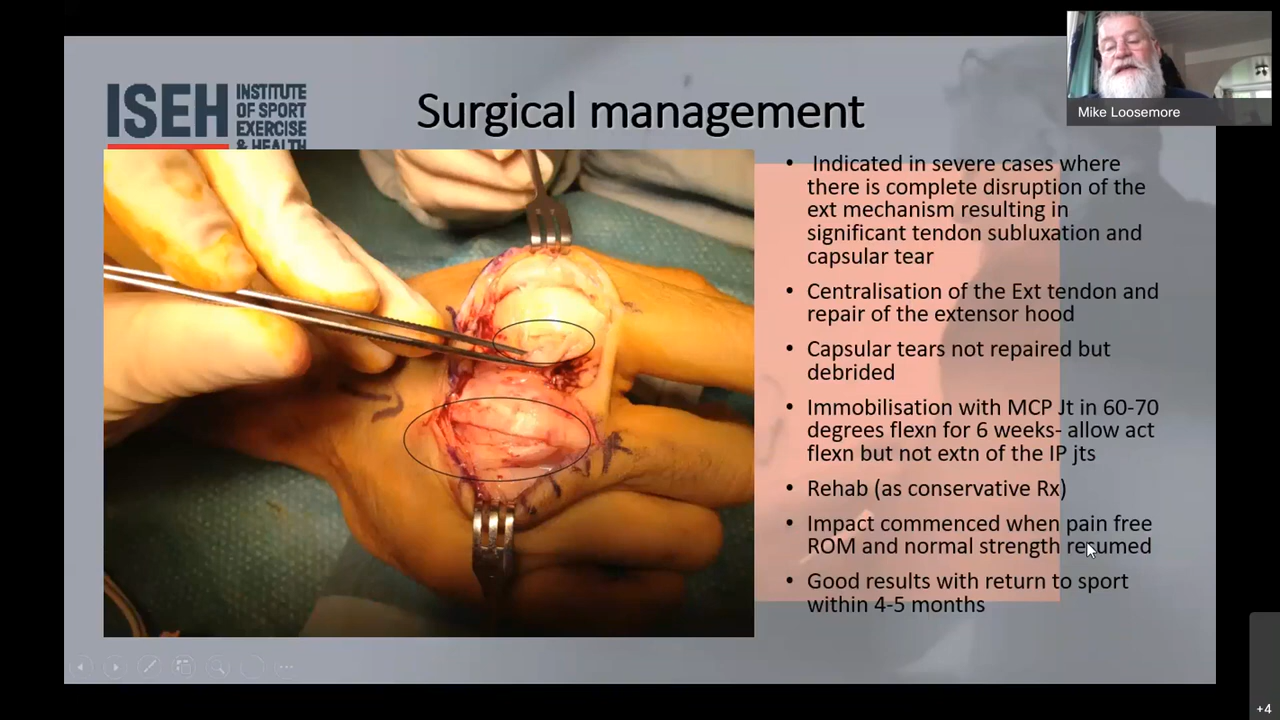 ISEH
INSTITUTE
OF SPORT
EXERCISE
& HEALTH
Surgical management
Mike Loosemore
• Indicated in severe cases where
there is complete disruption of the
ext mechanism resulting in
significant tendon subluxation and
capsular tear
• Centralisation of the Ext tendon and
repair of the extensor hood
• Capsular tears not repaired but
debrided
• Immobilisation with MCP Jt in 60-70
degrees flexn for 6 weeks- allow act
flexn but not extn of the IP jts
• Rehab (as conservative Rx)
• Impact commenced when pain free
ROM and normal strength resumed
• Good results with return to sport
within 4-5 months
+4